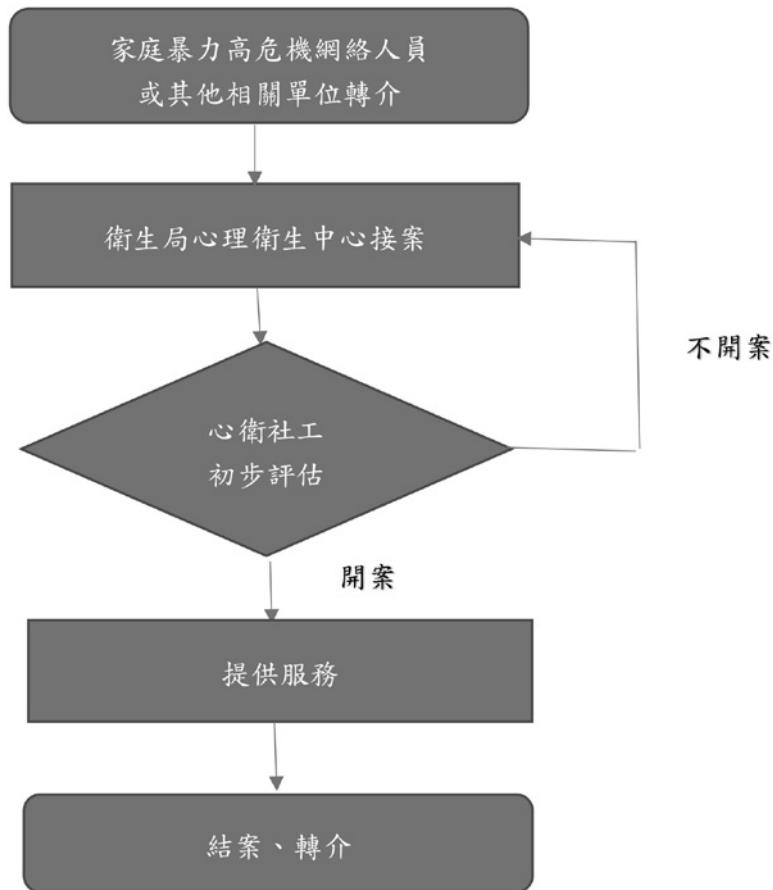 家庭暴力高危機網絡人員
或其他相關單位轉介
衛生局心理衛生中心接案
不開案
心衛社工
初步評估
開案
提供服務
結案、轉介